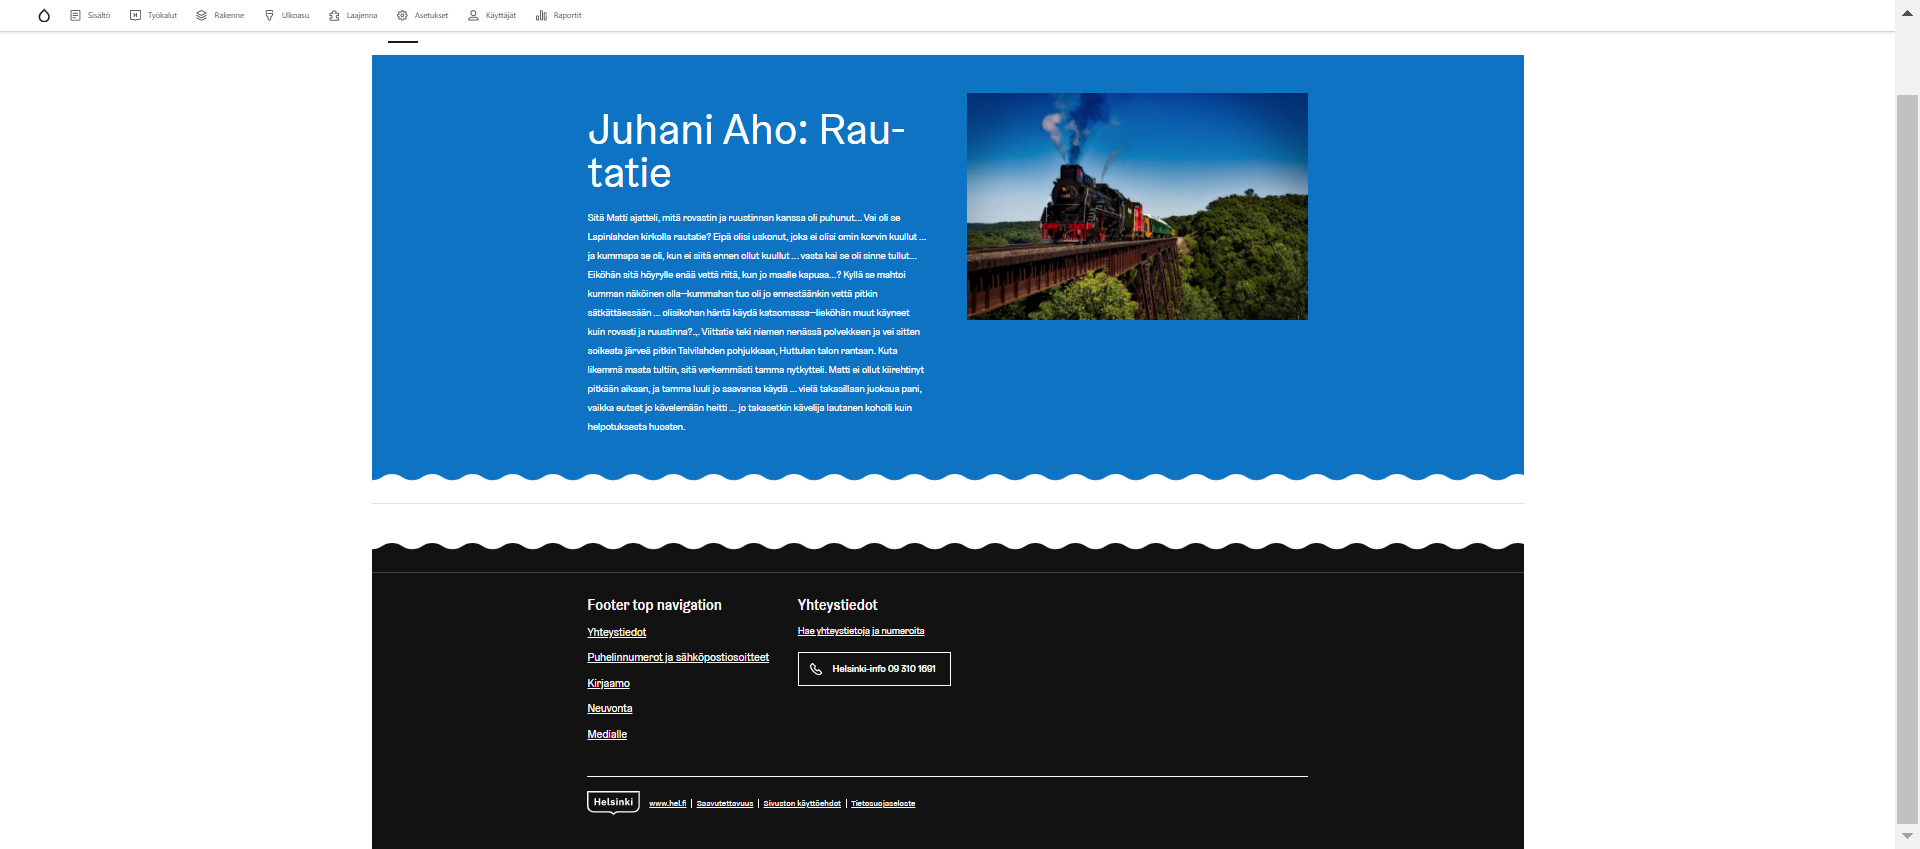 Sisältö Työkalut Rakenne Ulkoasu Laajenna Asetukset Käyttäjät Raportit
Juhani Aho: Rau-
tatie
Sitä Matti ajatteli, mitä rovastin ja ruustinnan kanssa oli puhunut... Vai oli se
Lapinlahden kirkolla rautatie? Eipä olisi uskonut, joka ei olisi omin korvin kuullut ...
ja kummapa se oli, kun ei siitä ennen ollut kuullut ... vasta kai se oli sinne tullut...
Eiköhän sitä höyrylle enää vettä riitä, kun jo maalle kapuaa...? Kyllä se mahtoi
kumman näköinen olla—kummahan tuo oli jo ennestäänkin vettä pitkin
sätkättäessään ... olisikohan häntä käydä katsomassa—lieköhän muut käyneet
kuin rovasti ja ruustinna?.,. Viittatie teki niemen nenässä polvekkeen ja vei sitten
soikeata järveä pitkin Talvilahden pohjukkaan, Huttulan talon rantaan. Kuta
likemmä maata tultiin, sitä verkemmästi tamma nytkytteli. Matti ei ollut kiirehtinyt
pitkään aikaan, ja tamma luuli jo saavansa käydä ... vielä takasillaan juoksua pani,
vaikka eutset jo kävelemään heitti ... jo takasetkin kävelijä lautanen kohoili kuin
helpotuksesta huoaten.
Footer top navigation
Yhteystiedot
Puhelinnumerot ja sähköpostiosoitteet
Kirjaamo
Neuvonta
Medialle
Yhteystiedot
Hae yhteystietoja ja numeroita
Helsinki-info 09 310 1691
Helsinki www.hel.fi | Saavutettavuus | Sivuston käyttöehdot | Tietosuojaseloste